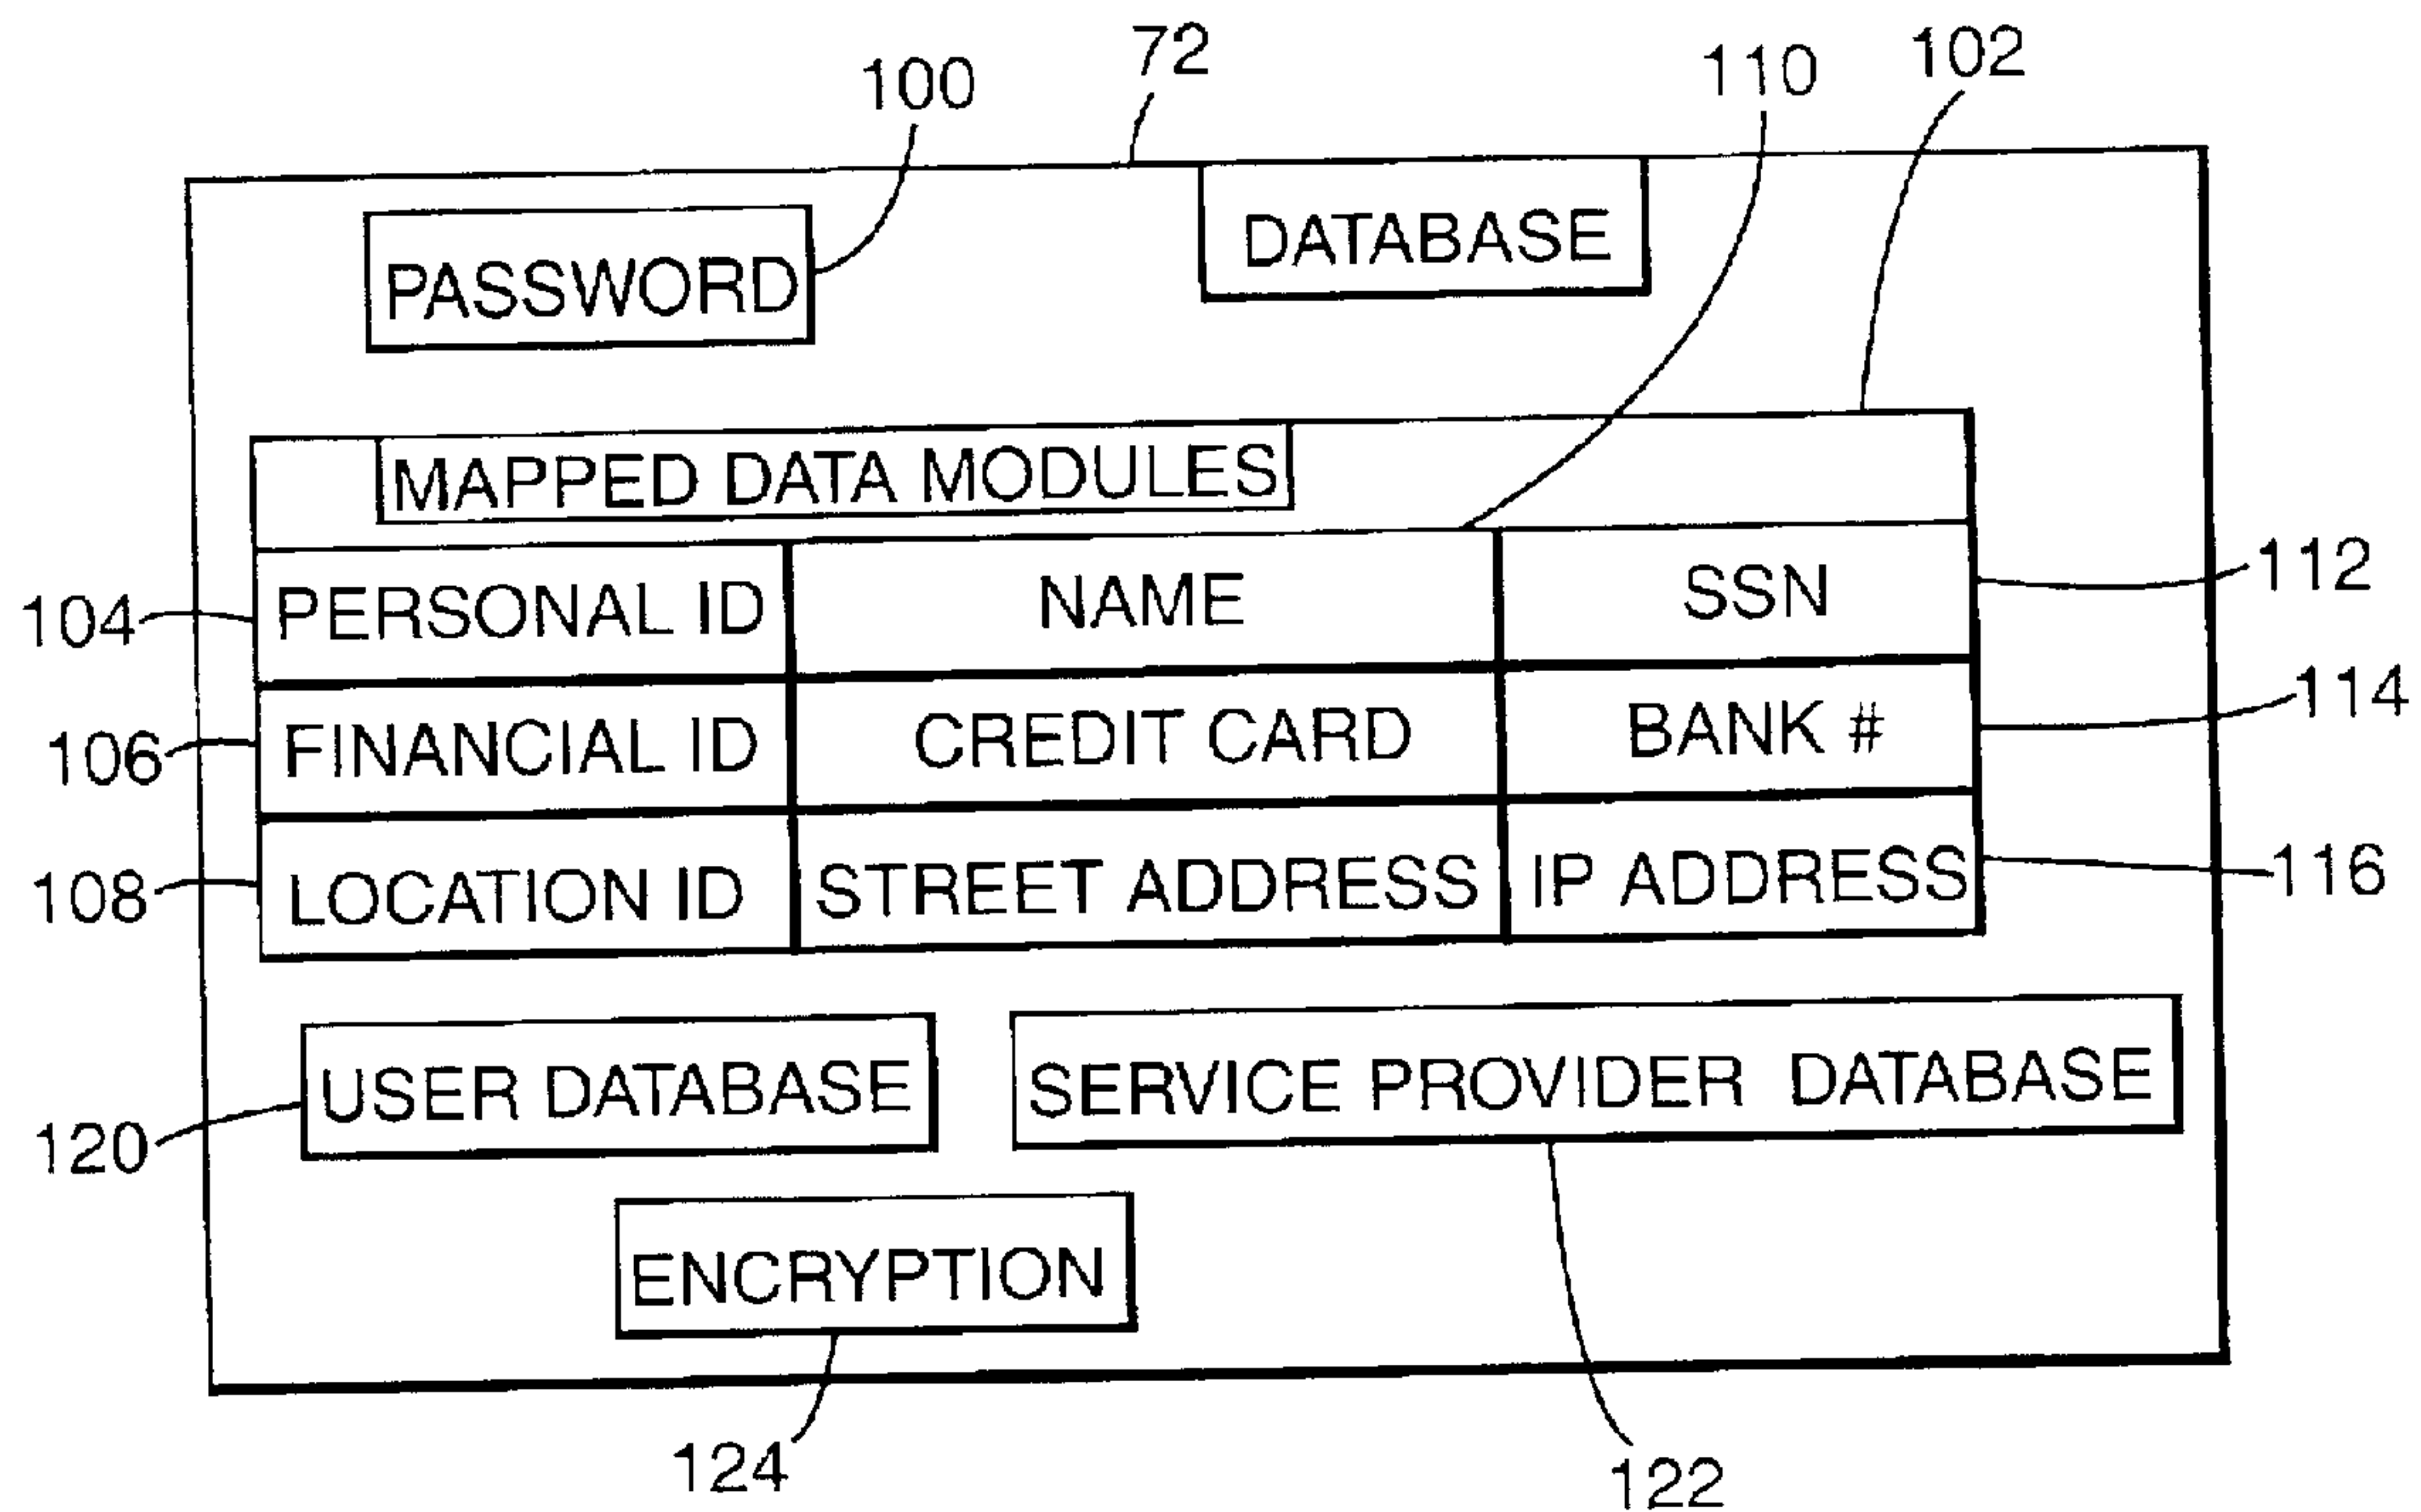 100 72 110 102
DATABASE
PASSWORD
MAPPED DATA MODULES
104 PERSONAL ID NAME SSN 112
106 FINANCIAL ID CREDIT CARD BANK # 114
108 LOCATION ID STREET ADDRESS IP ADDRESS 116
120 USER DATABASE SERVICE PROVIDER DATABASE
ENCRYPTION
124 122